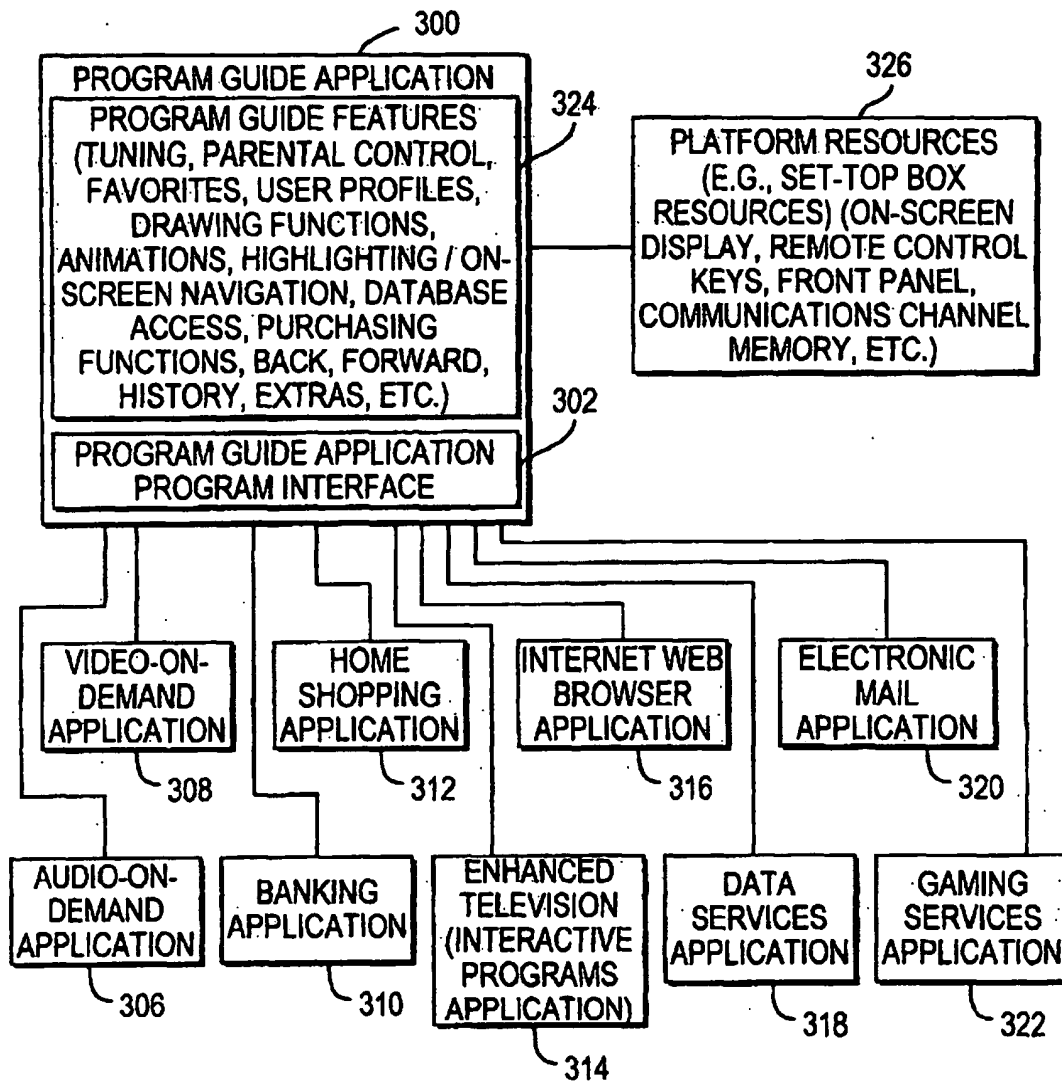 300
PROGRAM GUIDE APPLICATION
324
PROGRAM GUIDE FEATURES
(TUNING, PARENTAL CONTROL,
FAVORITES, USER PROFILES,
DRAWING FUNCTIONS,
ANIMATIONS, HIGHLIGHTING / ON-
SCREEN NAVIGATION, DATABASE
ACCESS, PURCHASING
FUNCTIONS, BACK, FORWARD,
HISTORY, EXTRAS, ETC.)
302
PROGRAM GUIDE APPLICATION
PROGRAM INTERFACE
326
PLATFORM RESOURCES
(E.G., SET-TOP BOX
RESOURCES) (ON-SCREEN
DISPLAY, REMOTE CONTROL
KEYS, FRONT PANEL,
COMMUNICATIONS CHANNEL
MEMORY, ETC.)
VIDEO-ON-
DEMAND
APPLICATION
308
HOME
SHOPPING
APPLICATION
312
INTERNET WEB
BROWSER
APPLICATION
316
ELECTRONIC
MAIL
APPLICATION
320
AUDIO-ON-
DEMAND
APPLICATION
306
BANKING
APPLICATION
310
ENHANCED
TELEVISION
(INTERACTIVE
PROGRAMS
APPLICATION)
314
DATA
SERVICES
APPLICATION
318
GAMING
SERVICES
APPLICATION
322